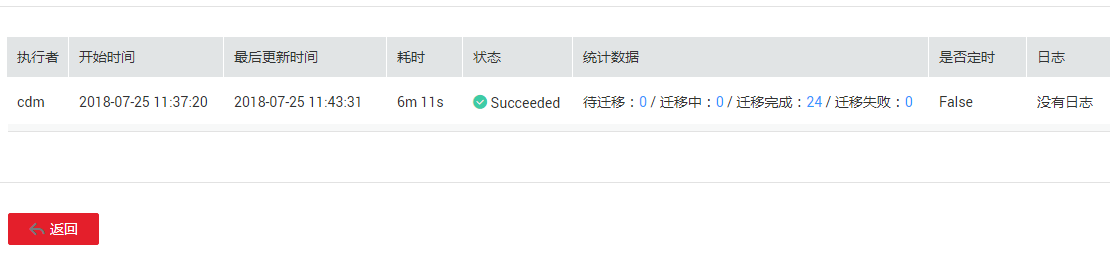 执行者 开始时间 最后更新时间 耗时 状态 统计数据 是否定时 日志
cdm 2018-07-25 11:37:20 2018-07-25 11:43:31 6m 11s Succeeded 待迁移：0 / 迁移中：0 / 迁移完成：24 / 迁移失败：0 False 没有日志
返回